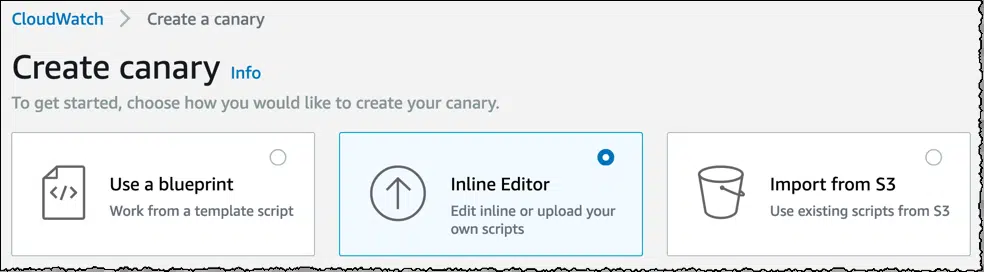 CloudWatch > Create a canary
Create canary Info
To get started, choose how you would like to create your canary.
</>
Use a blueprint
Work from a template script
Inline Editor
Edit inline or upload your
own scripts
Import from S3
Use existing scripts from S3